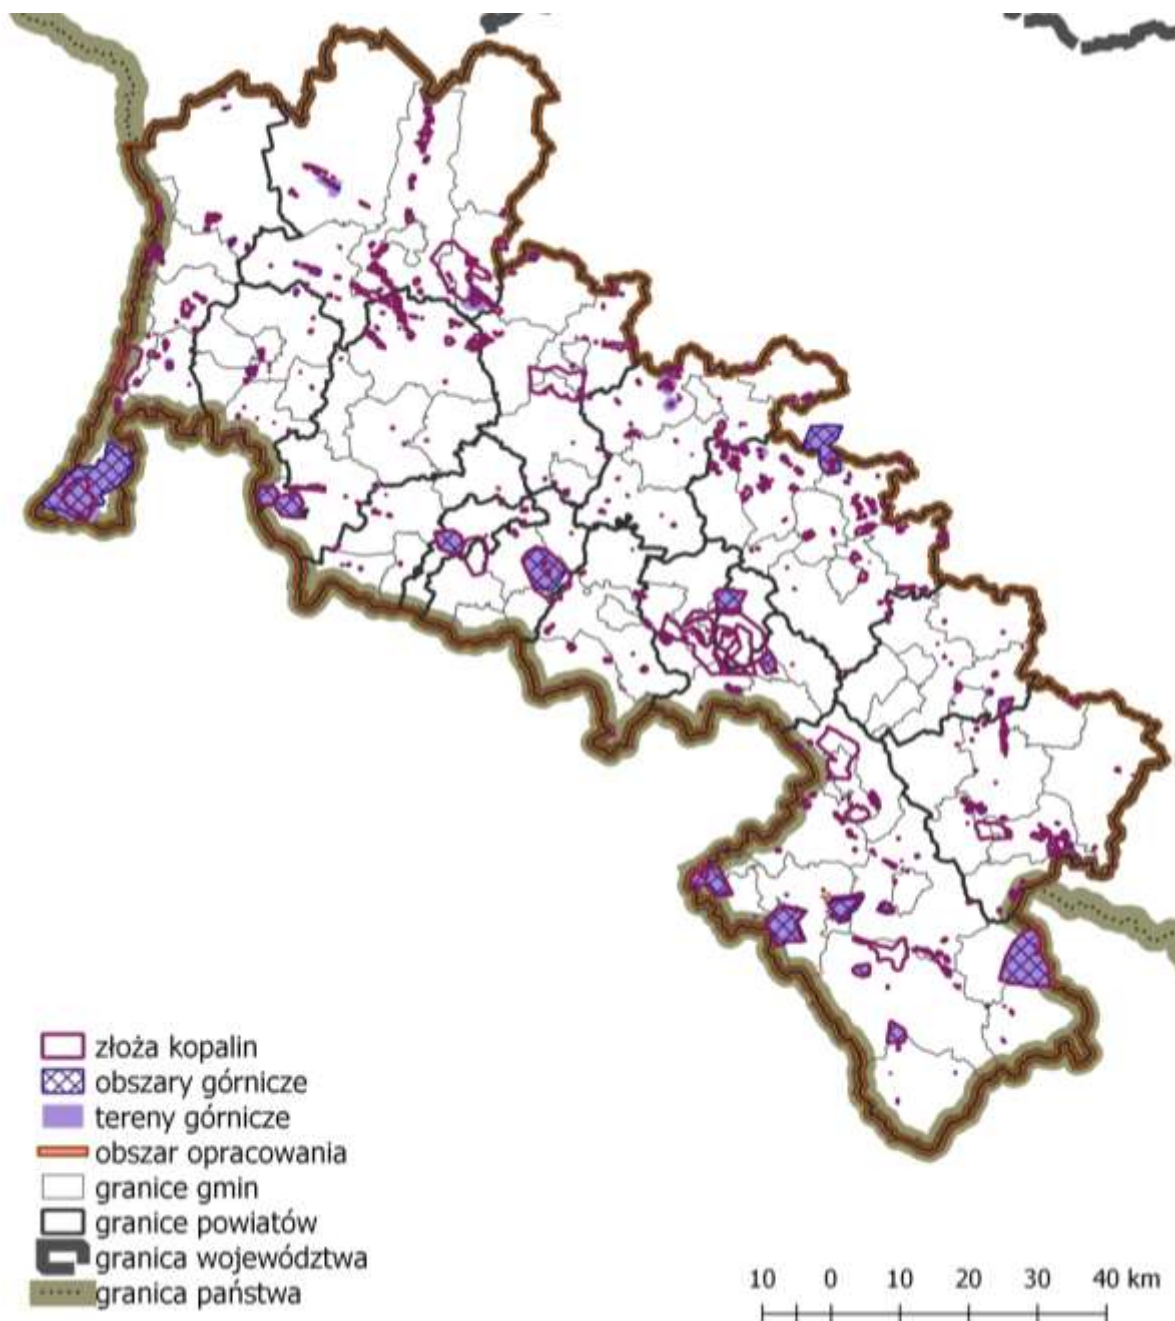 złoża kopalin
obszary górnicze
tereny górnicze
obszar opracowania
granice gmin
granice powiatów
granica województwa
granica państwa
10 0 10 20 30 40 km